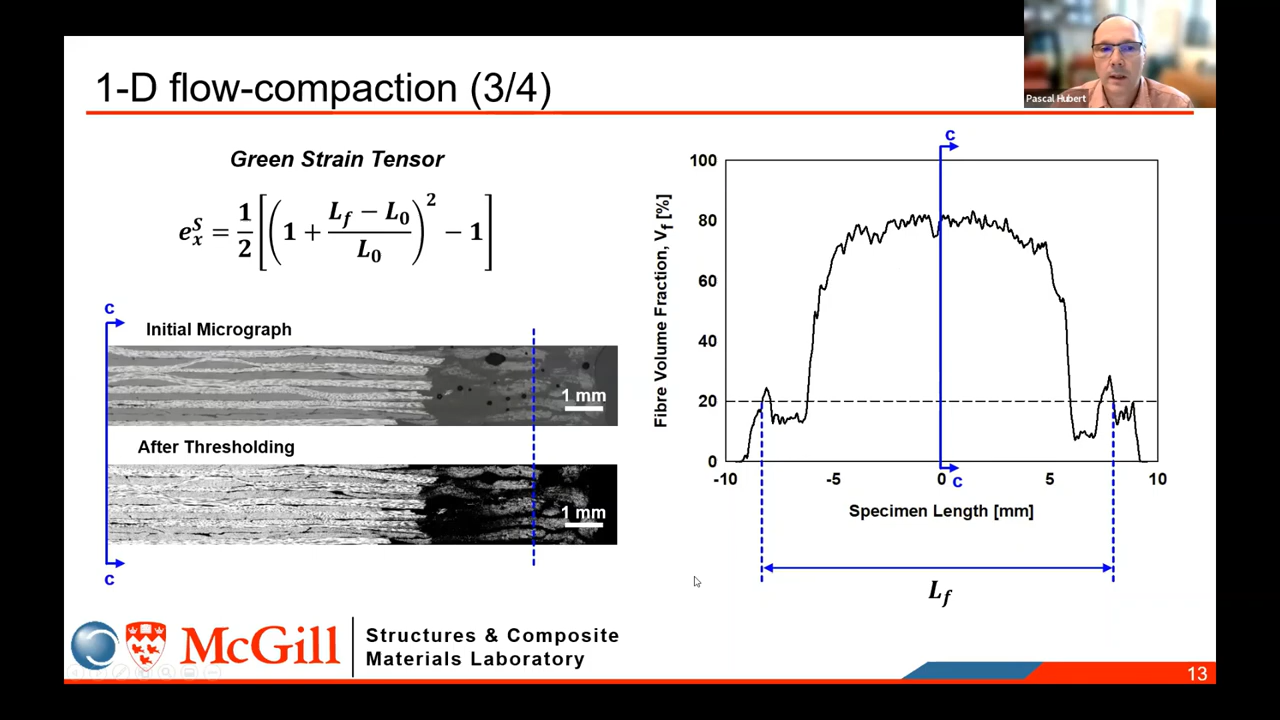 Pascal Hubert
1-D flow-compaction (3/4)
Green Strain Tensor
e_x^S = 1/2 [(1 + (L_f − L_0)/L_0)^2 − 1]
c
Initial Micrograph
1 mm
After Thresholding
1 mm
c
c
Fibre Volume Fraction, V_f [%]
100
80
60
40
20
0
-10
-5
0
5
10
c
Specimen Length [mm]
L_f
McGill
Structures & Composite
Materials Laboratory
13